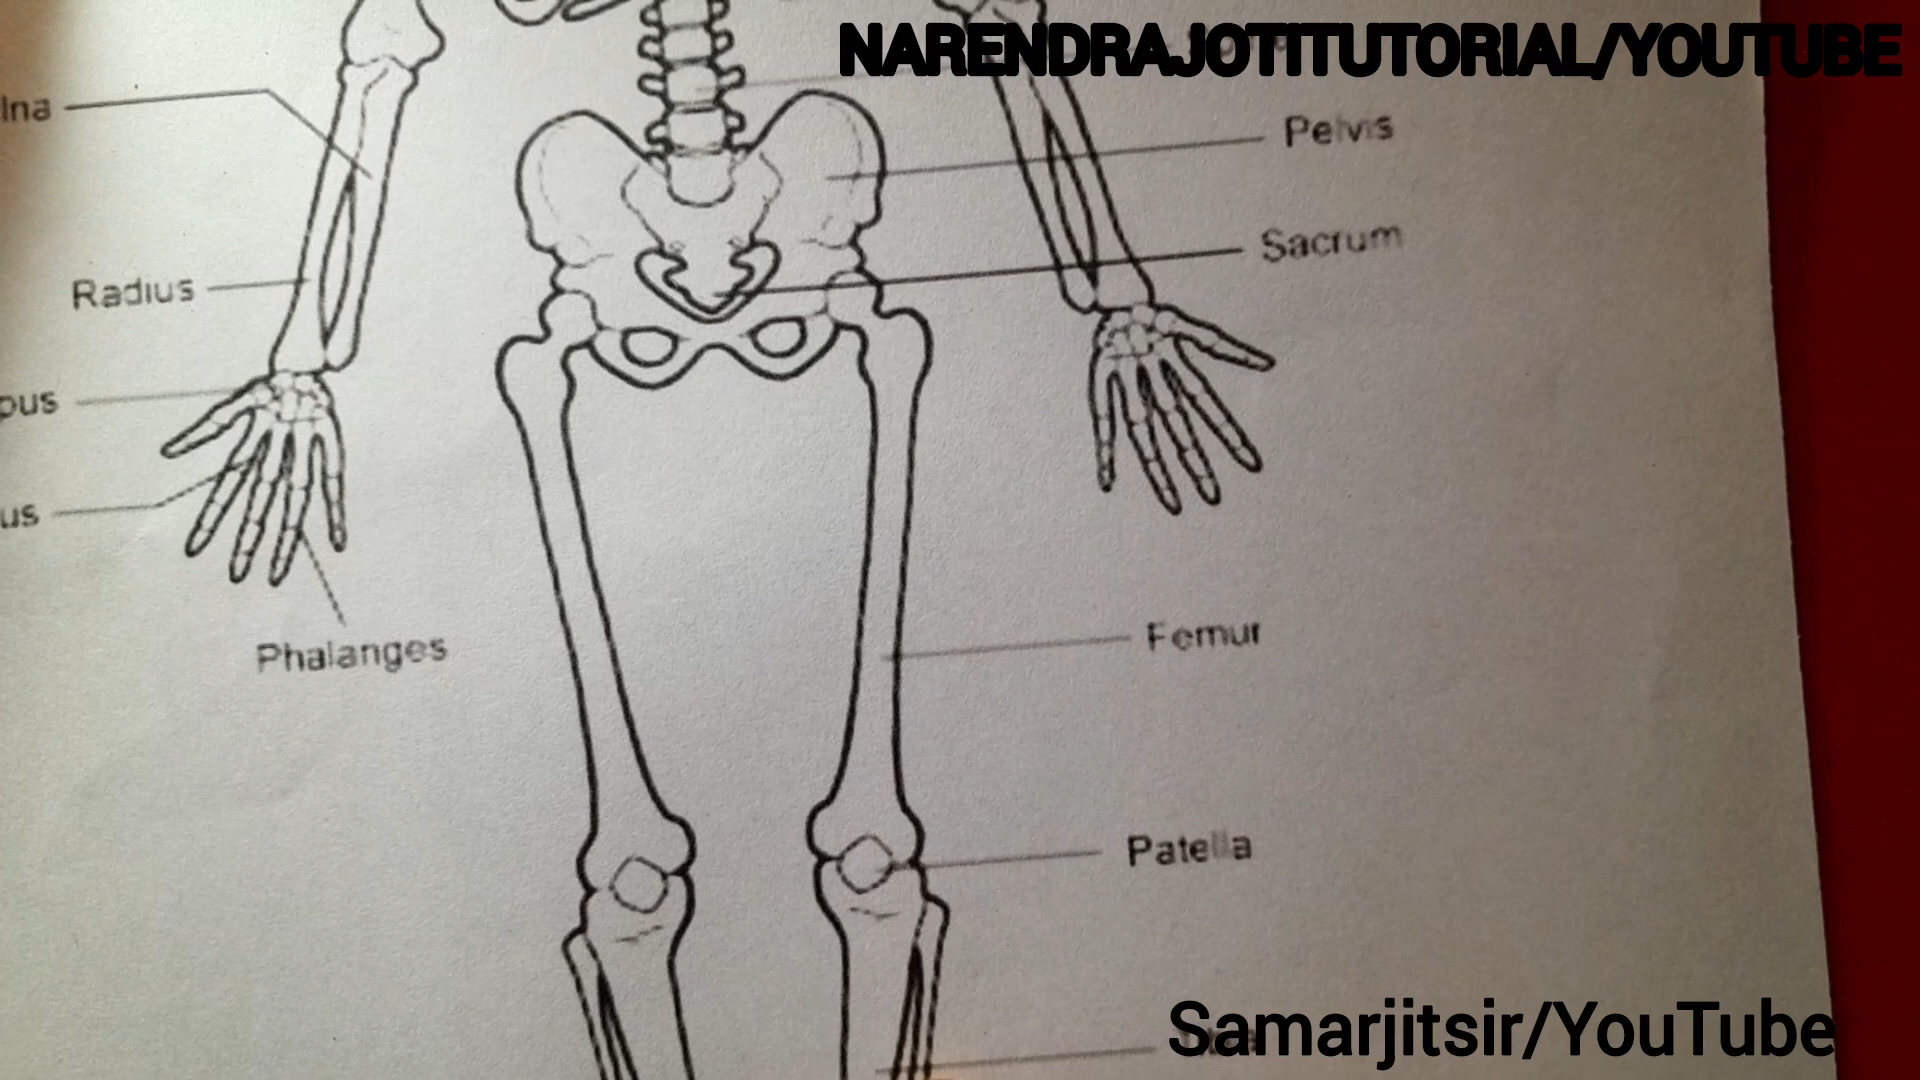 NARENDRAJOTITUTORIAL/YOUTUBE
lna
Pelvis
Sacrum
Radius
pus
us
Phalanges
Femur
Patella
Samarjitsir/YouTube